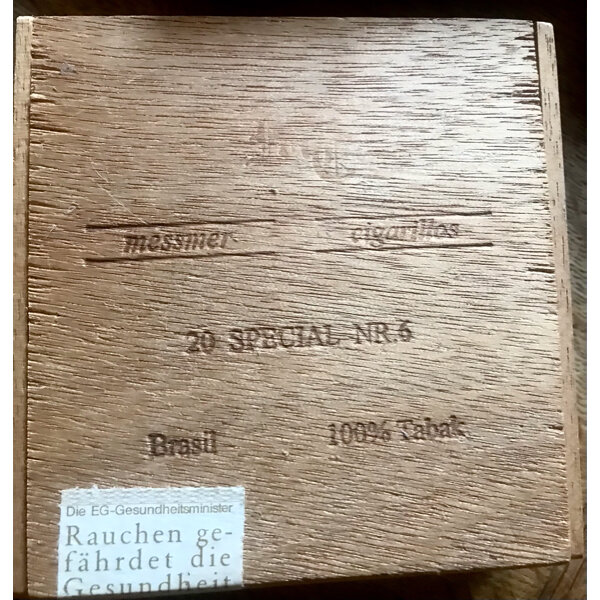 messmer cigarillos
20 SPECIAL NR.6
Brasil 100% Tabak
Die EG-Gesundheitsminister
Rauchen ge-
fährdet die
Gesundheit